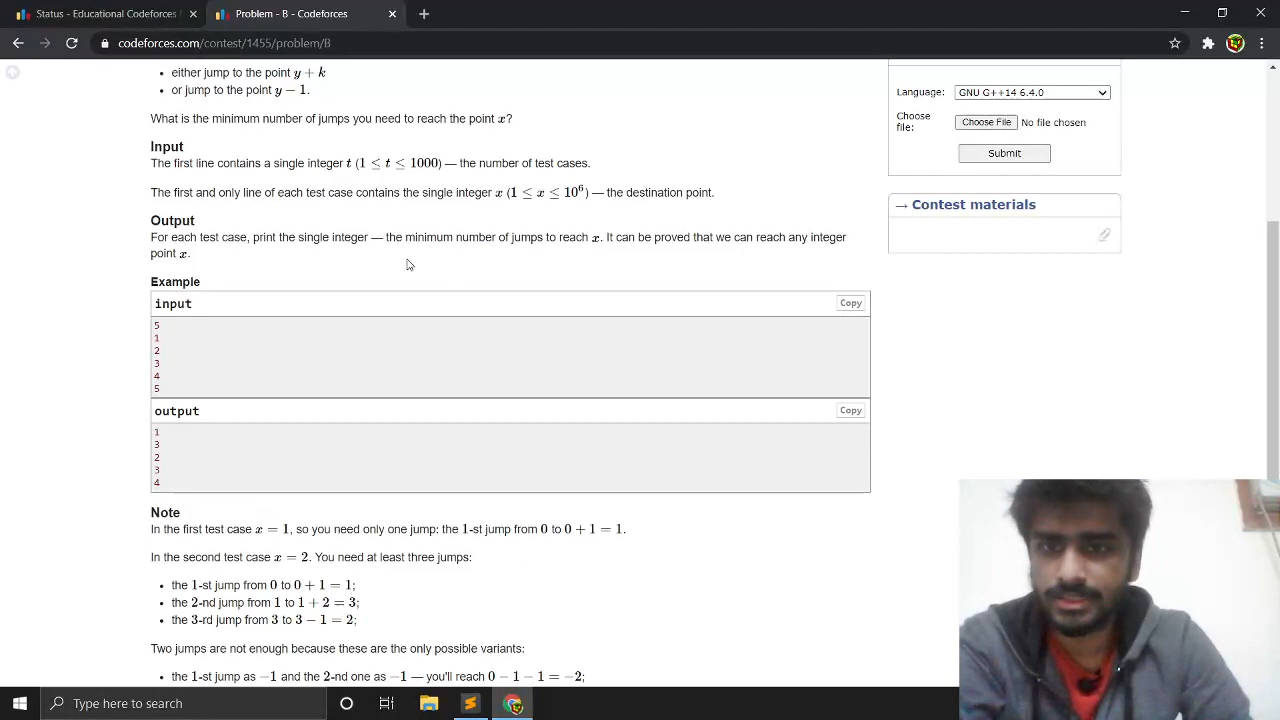 Status - Educational Codeforces
Problem - B - Codeforces
codeforces.com/contest/1455/problem/B
either jump to the point y + k
or jump to the point y − 1.
What is the minimum number of jumps you need to reach the point x?
Input
The first line contains a single integer t (1 ≤ t ≤ 1000) — the number of test cases.
The first and only line of each test case contains the single integer x (1 ≤ x ≤ 10^6) — the destination point.
Output
For each test case, print the single integer — the minimum number of jumps to reach x. It can be proved that we can reach any integer
point x.
Example
input
Copy
5
1
2
3
4
5
output
Copy
1
3
2
3
4
Note
In the first test case x = 1, so you need only one jump: the 1-st jump from 0 to 0 + 1 = 1.
In the second test case x = 2. You need at least three jumps:
the 1-st jump from 0 to 0 + 1 = 1;
the 2-nd jump from 1 to 1 + 2 = 3;
the 3-rd jump from 3 to 3 − 1 = 2;
Two jumps are not enough because these are the only possible variants:
the 1-st jump as −1 and the 2-nd one as −1 — you'll reach 0 − 1 − 1 = −2;
Language: GNU G++14 6.4.0
Choose
file:
Choose File No file chosen
Submit
→ Contest materials
Type here to search